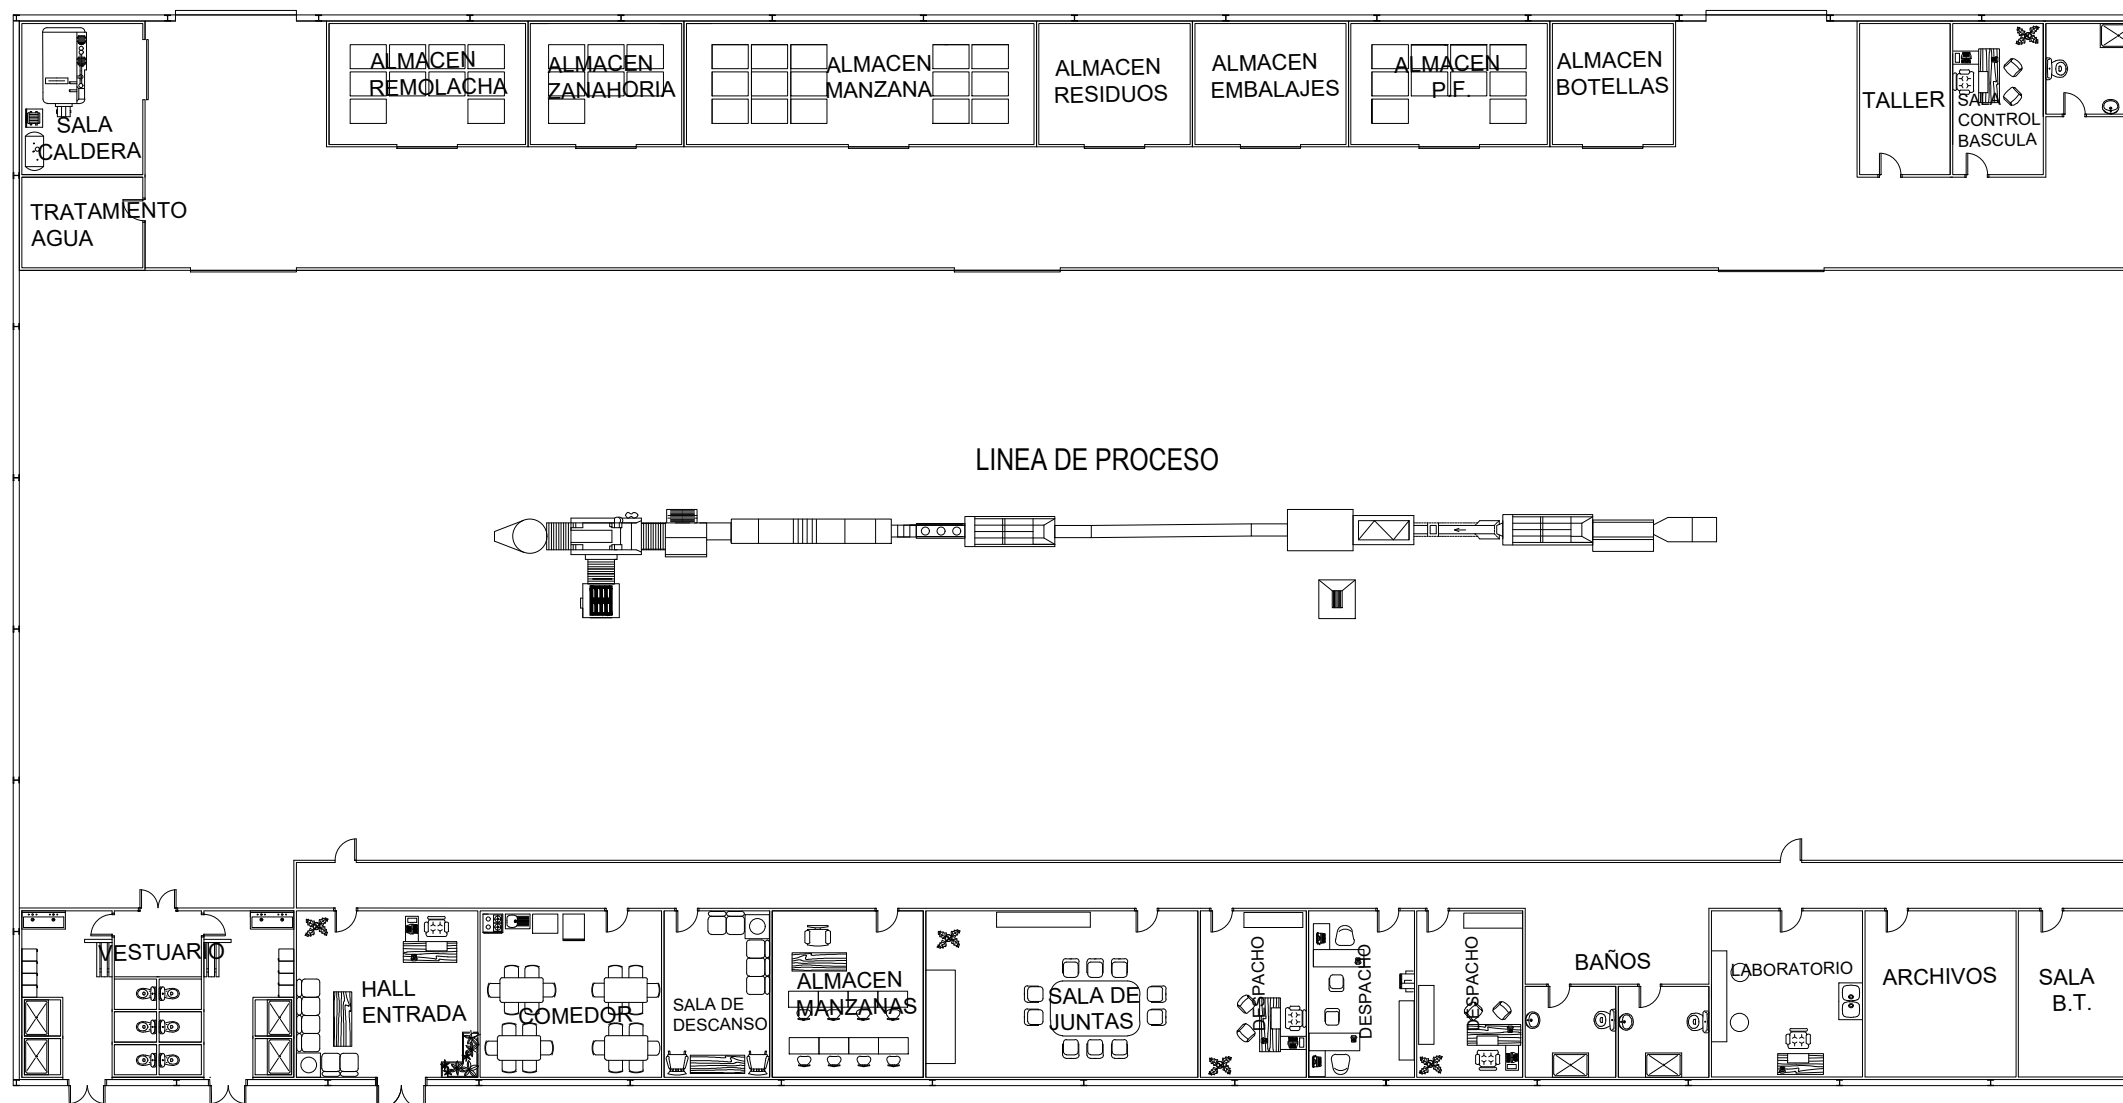 SALA
CALDERA
TRATAMIENTO
AGUA
ALMACEN
REMOLACHA
ALMACEN
ZANAHORIA
ALMACEN
MANZANA
ALMACEN
RESIDUOS
ALMACEN
EMBALAJES
ALMACEN
P.F.
ALMACEN
BOTELLAS
TALLER
SALA
CONTROL
BASCULA
LINEA DE PROCESO
VESTUARIO
HALL
ENTRADA
COMEDOR
SALA DE
DESCANSO
ALMACEN
MANZANAS
SALA DE
JUNTAS
DESPACHO
DESPACHO
DESPACHO
BAÑOS
LABORATORIO
ARCHIVOS
SALA
B.T.